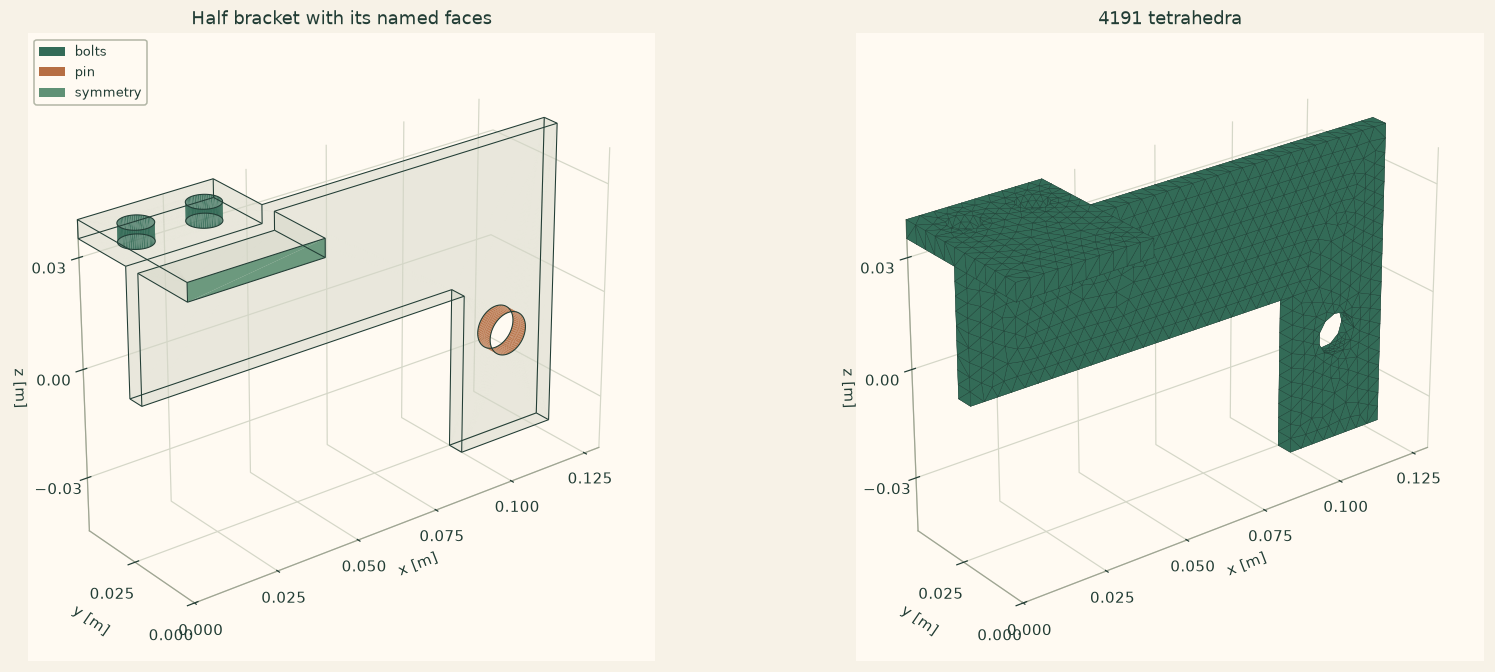 Half bracket with its named faces
bolts
pin
symmetry
0.03
0.00
−0.03
z [m]
0.025
0.000
y [m]
0.000
0.025
0.050
0.075
0.100
0.125
x [m]
4191 tetrahedra
0.03
0.00
−0.03
z [m]
0.025
0.000
y [m]
0.000
0.025
0.050
0.075
0.100
0.125
x [m]